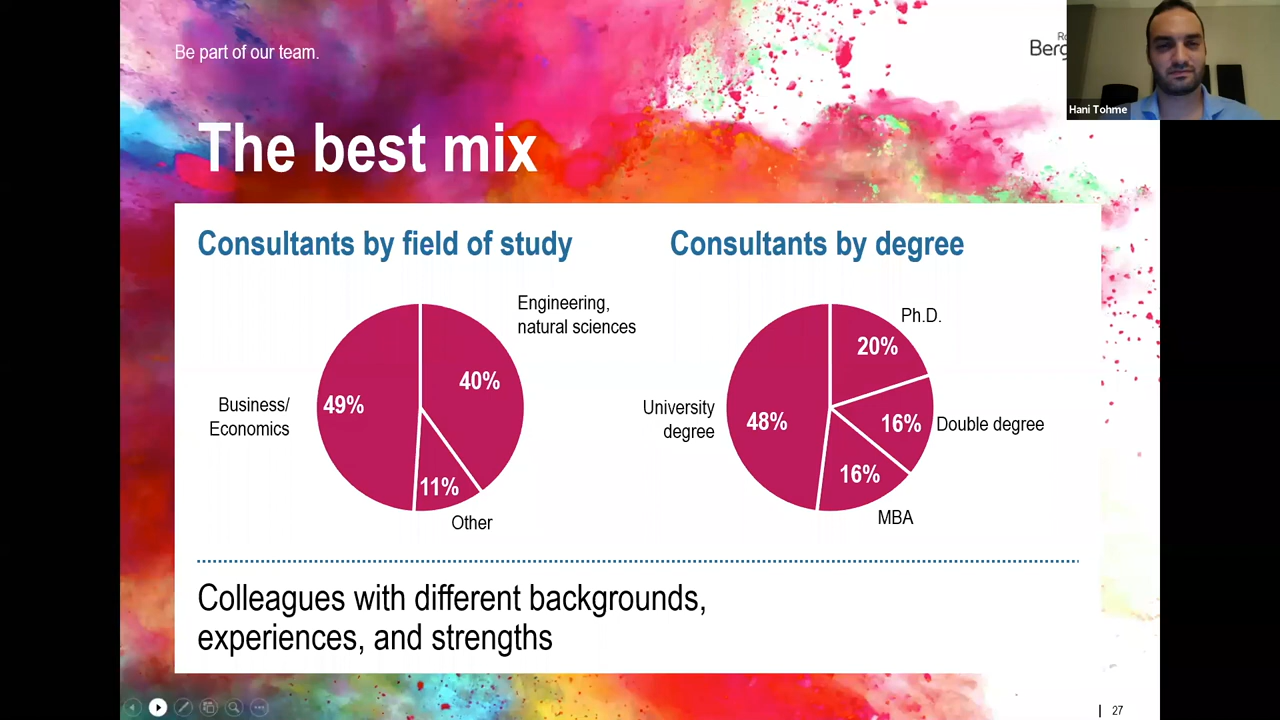 Be part of our team.
Hani Tohme
The best mix
Consultants by field of study
Engineering,
natural sciences
40%
Business/
Economics
49%
11%
Other
Consultants by degree
Ph.D.
20%
University
degree
48%
16%
Double degree
16%
MBA
Colleagues with different backgrounds,
experiences, and strengths
27